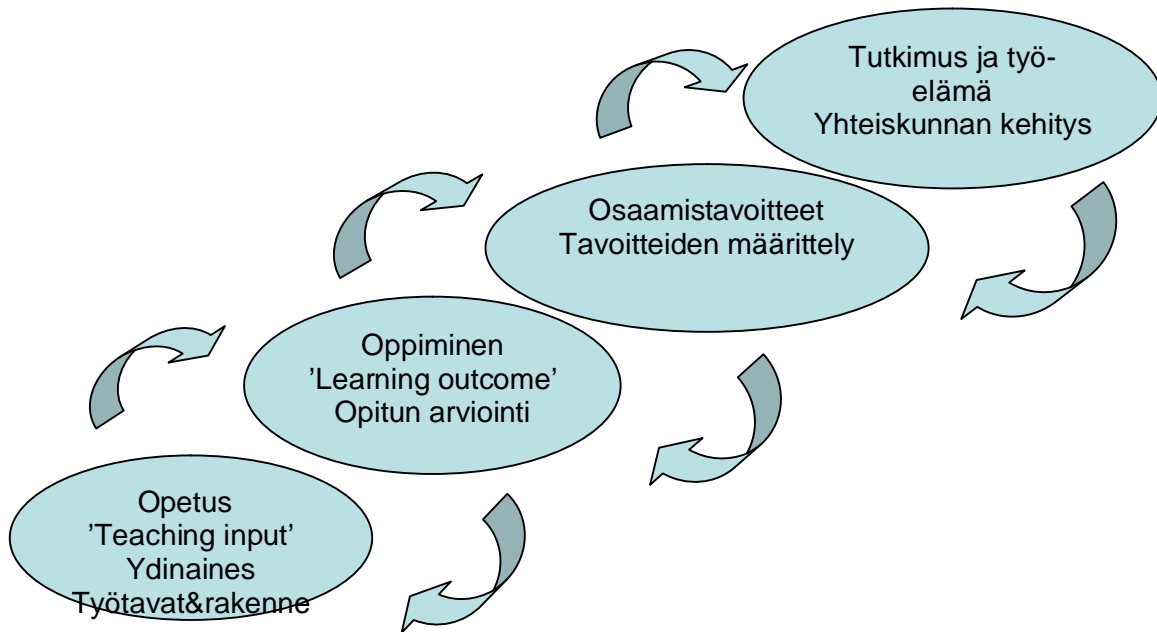 Tutkimus ja työ-
elämä
Yhteiskunnan kehitys
Osaamistavoitteet
Tavoitteiden määrittely
Oppiminen
’Learning outcome’
Opitun arviointi
Opetus
’Teaching input’
Ydinaines
Työtavat&rakenne